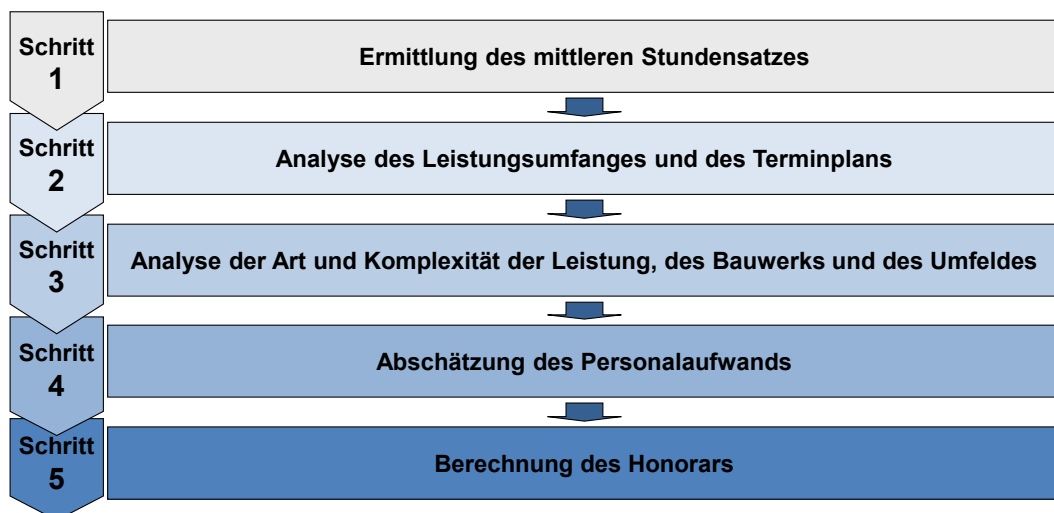 Schritt
1
Ermittlung des mittleren Stundensatzes
Schritt
2
Analyse des Leistungsumfanges und des Terminplans
Schritt
3
Analyse der Art und Komplexität der Leistung, des Bauwerks und des Umfeldes
Schritt
4
Abschätzung des Personalaufwands
Schritt
5
Berechnung des Honorars